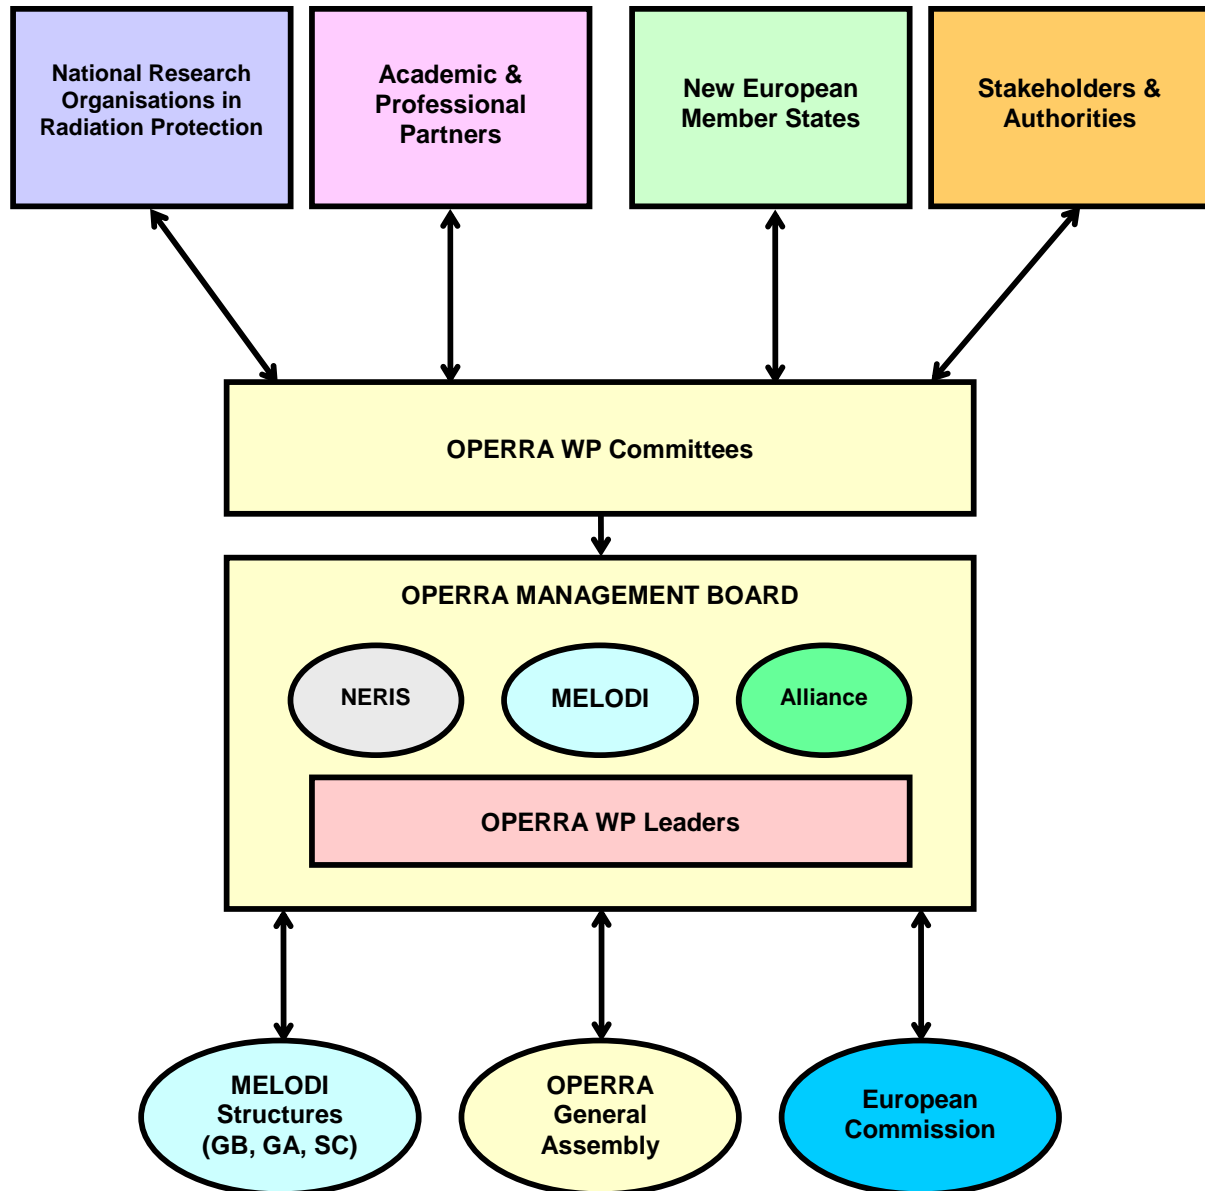 National Research
Organisations in
Radiation Protection
Academic &
Professional
Partners
New European
Member States
Stakeholders &
Authorities
OPERRA WP Committees
OPERRA MANAGEMENT BOARD
NERIS
MELODI
Alliance
OPERRA WP Leaders
MELODI
Structures
(GB, GA, SC)
OPERRA
General
Assembly
European
Commission